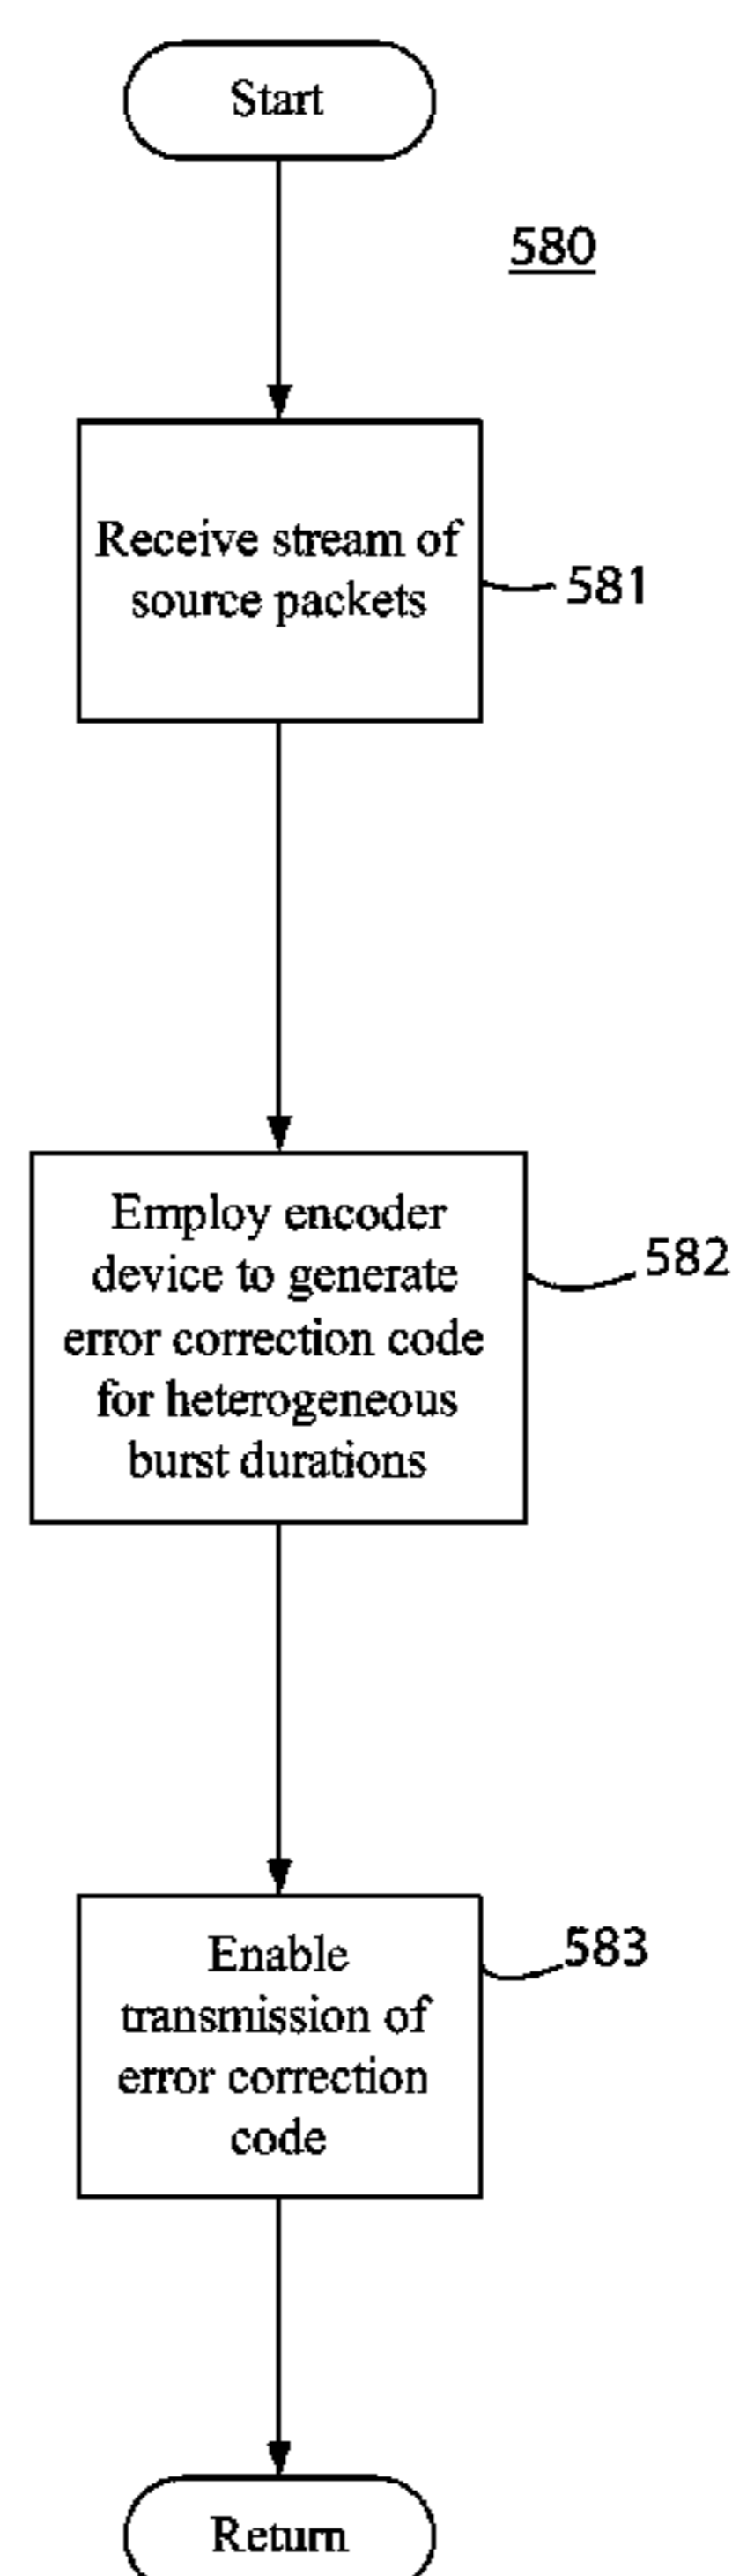 Start
580
Receive stream of
source packets
581
Employ encoder
device to generate
error correction code
for heterogeneous
burst durations
582
Enable
transmission of
error correction
code
583
Return